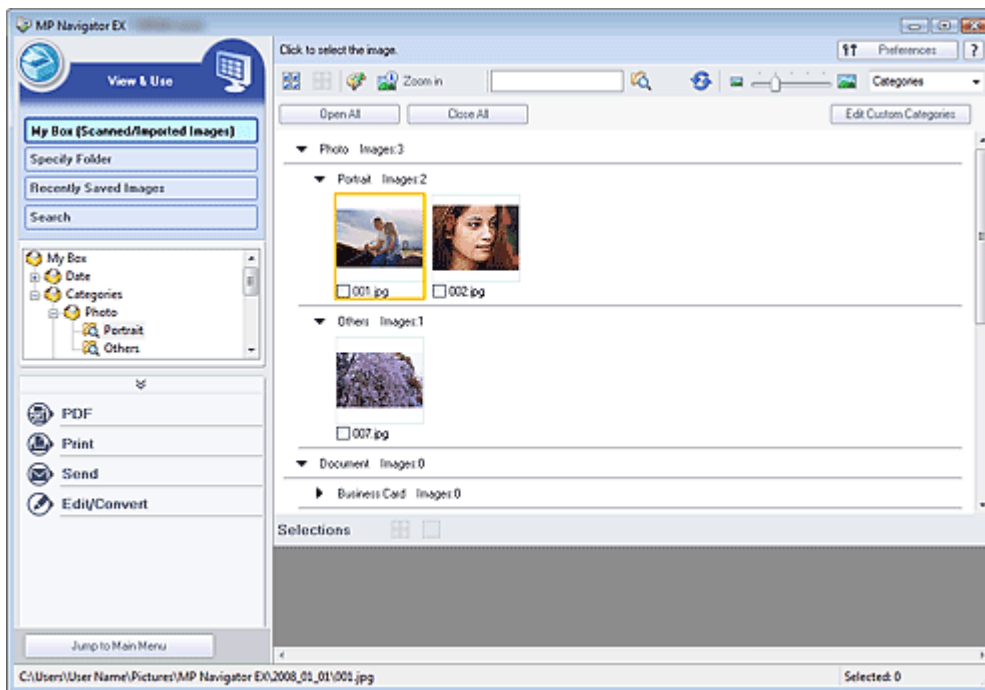 MP Navigator EX
Click to select the image.
Preferences
?
View & Use
Zoom in
Categories
Open All
Close All
Edit Custom Categories
My Box (Scanned/Imported Images)
Specify Folder
Recently Saved Images
Search
My Box
Date
Categories
Photo
Portrait
Others
PDF
Print
Send
Edit/Convert
Jump to Main Menu
Photo Images:3
Portrait Images:2
001.jpg
002.jpg
Others Images:1
007.jpg
Document Images:0
Business Card Images:0
Selections
C:\Users\User Name\Pictures\MP Navigator EX\2008_01_01\001.jpg
Selected: 0